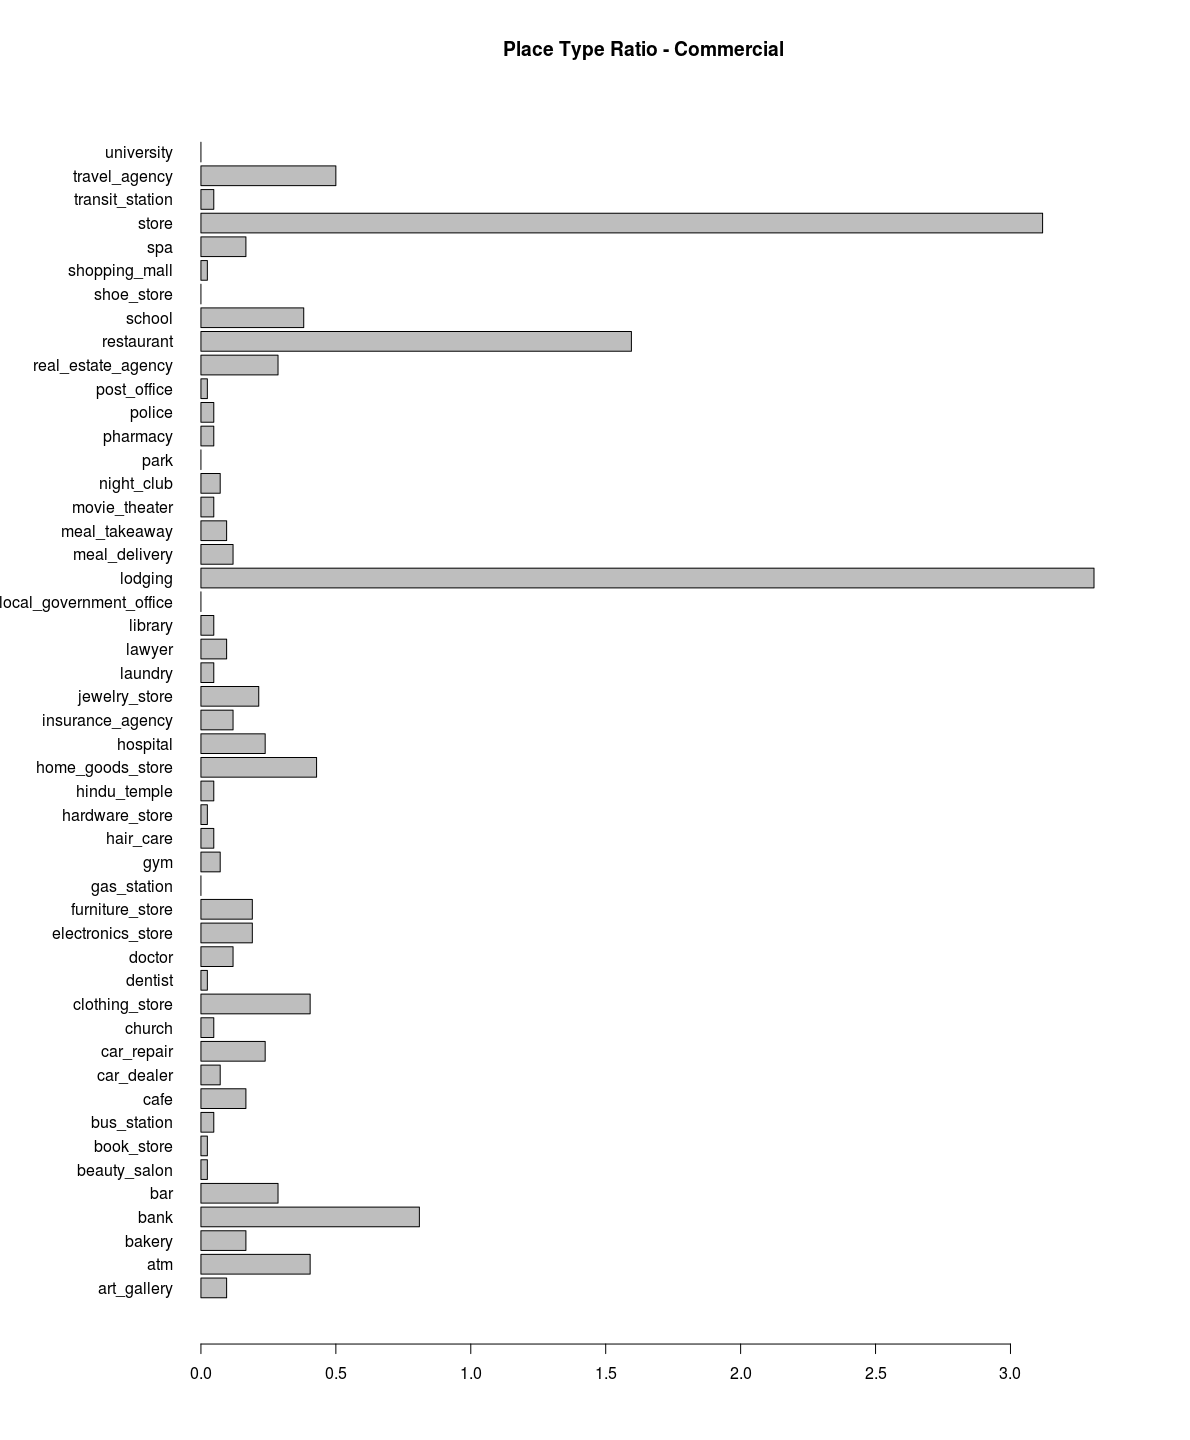 Place Type Ratio - Commercial
university
travel_agency
transit_station
store
spa
shopping_mall
shoe_store
school
restaurant
real_estate_agency
post_office
police
pharmacy
park
night_club
movie_theater
meal_takeaway
meal_delivery
lodging
local_government_office
library
lawyer
laundry
jewelry_store
insurance_agency
hospital
home_goods_store
hindu_temple
hardware_store
hair_care
gym
gas_station
furniture_store
electronics_store
doctor
dentist
clothing_store
church
car_repair
car_dealer
cafe
bus_station
book_store
beauty_salon
bar
bank
bakery
atm
art_gallery
0.0 0.5 1.0 1.5 2.0 2.5 3.0